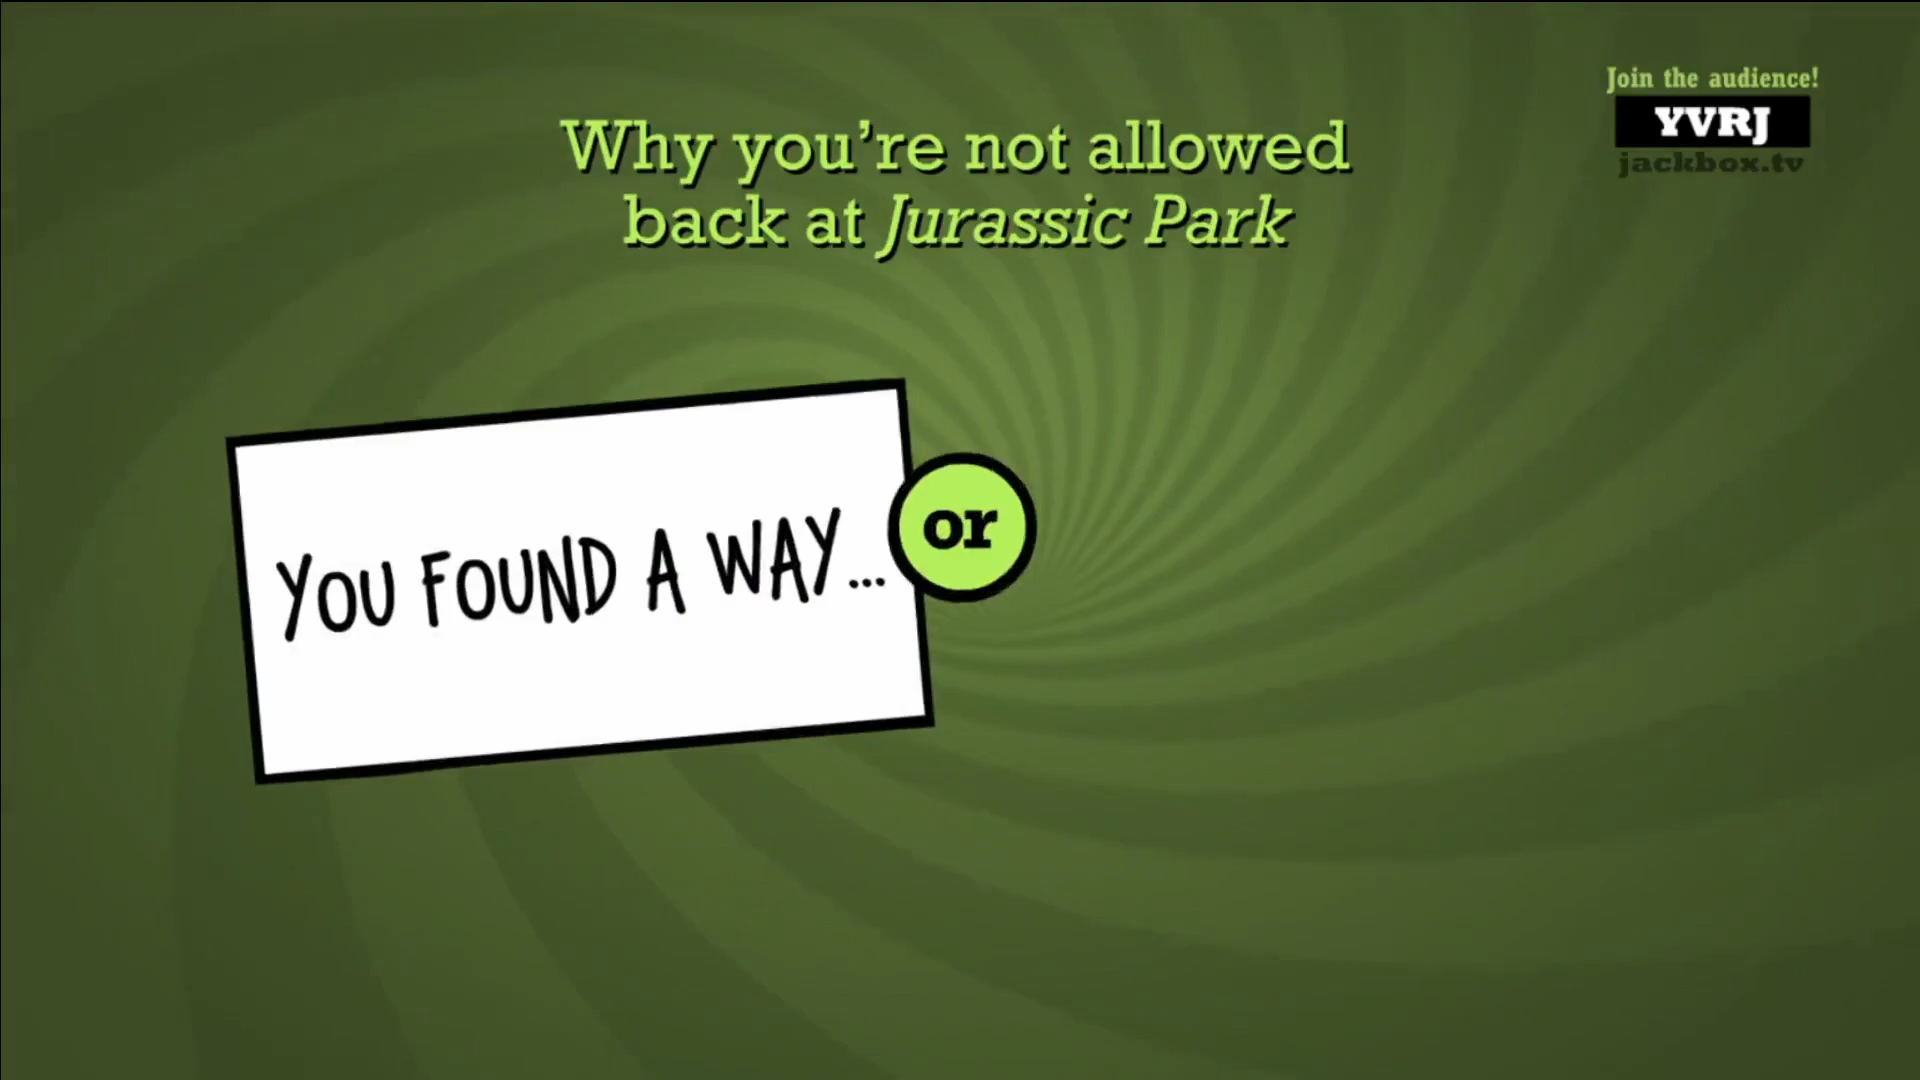 Join the audience!
YVRJ
jackbox.tv
Why you're not allowed
back at Jurassic Park
YOU FOUND A WAY...
or